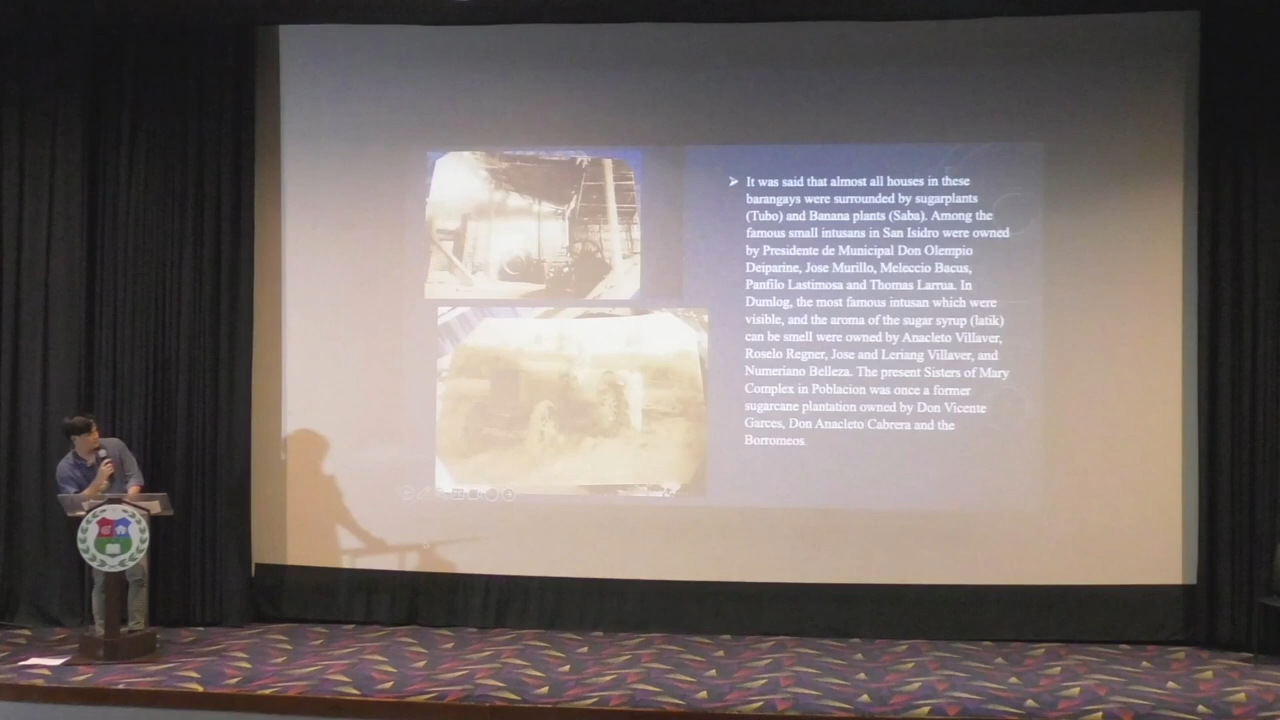 It was said that almost all houses in these
barangays were surrounded by sugarplants
(Tubo) and Banana plants (Saba). Among the
famous small intusans in San Isidro were owned
by Presidente de Municipal Don Olempio
Deiparine, Jose Murillo, Meleccio Bacus,
Panfilo Lastimosa and Thomas Larrua. In
Dumlog, the most famous intusan which were
visible, and the aroma of the sugar syrup (latik)
can be smell were owned by Anacleto Villaver,
Roselo Regner, Jose and Leriang Villaver, and
Numeriano Belleza. The present Sisters of Mary
Complex in Poblacion was once a former
sugarcane plantation owned by Don Vicente
Garces, Don Anacleto Cabrera and the
Borromeos.